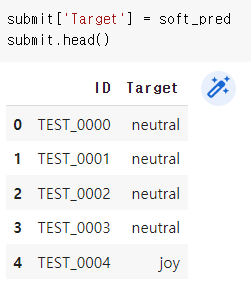 submit['Target'] = soft_pred
submit.head()
ID Target
0 TEST_0000 neutral
1 TEST_0001 neutral
2 TEST_0002 neutral
3 TEST_0003 neutral
4 TEST_0004 joy